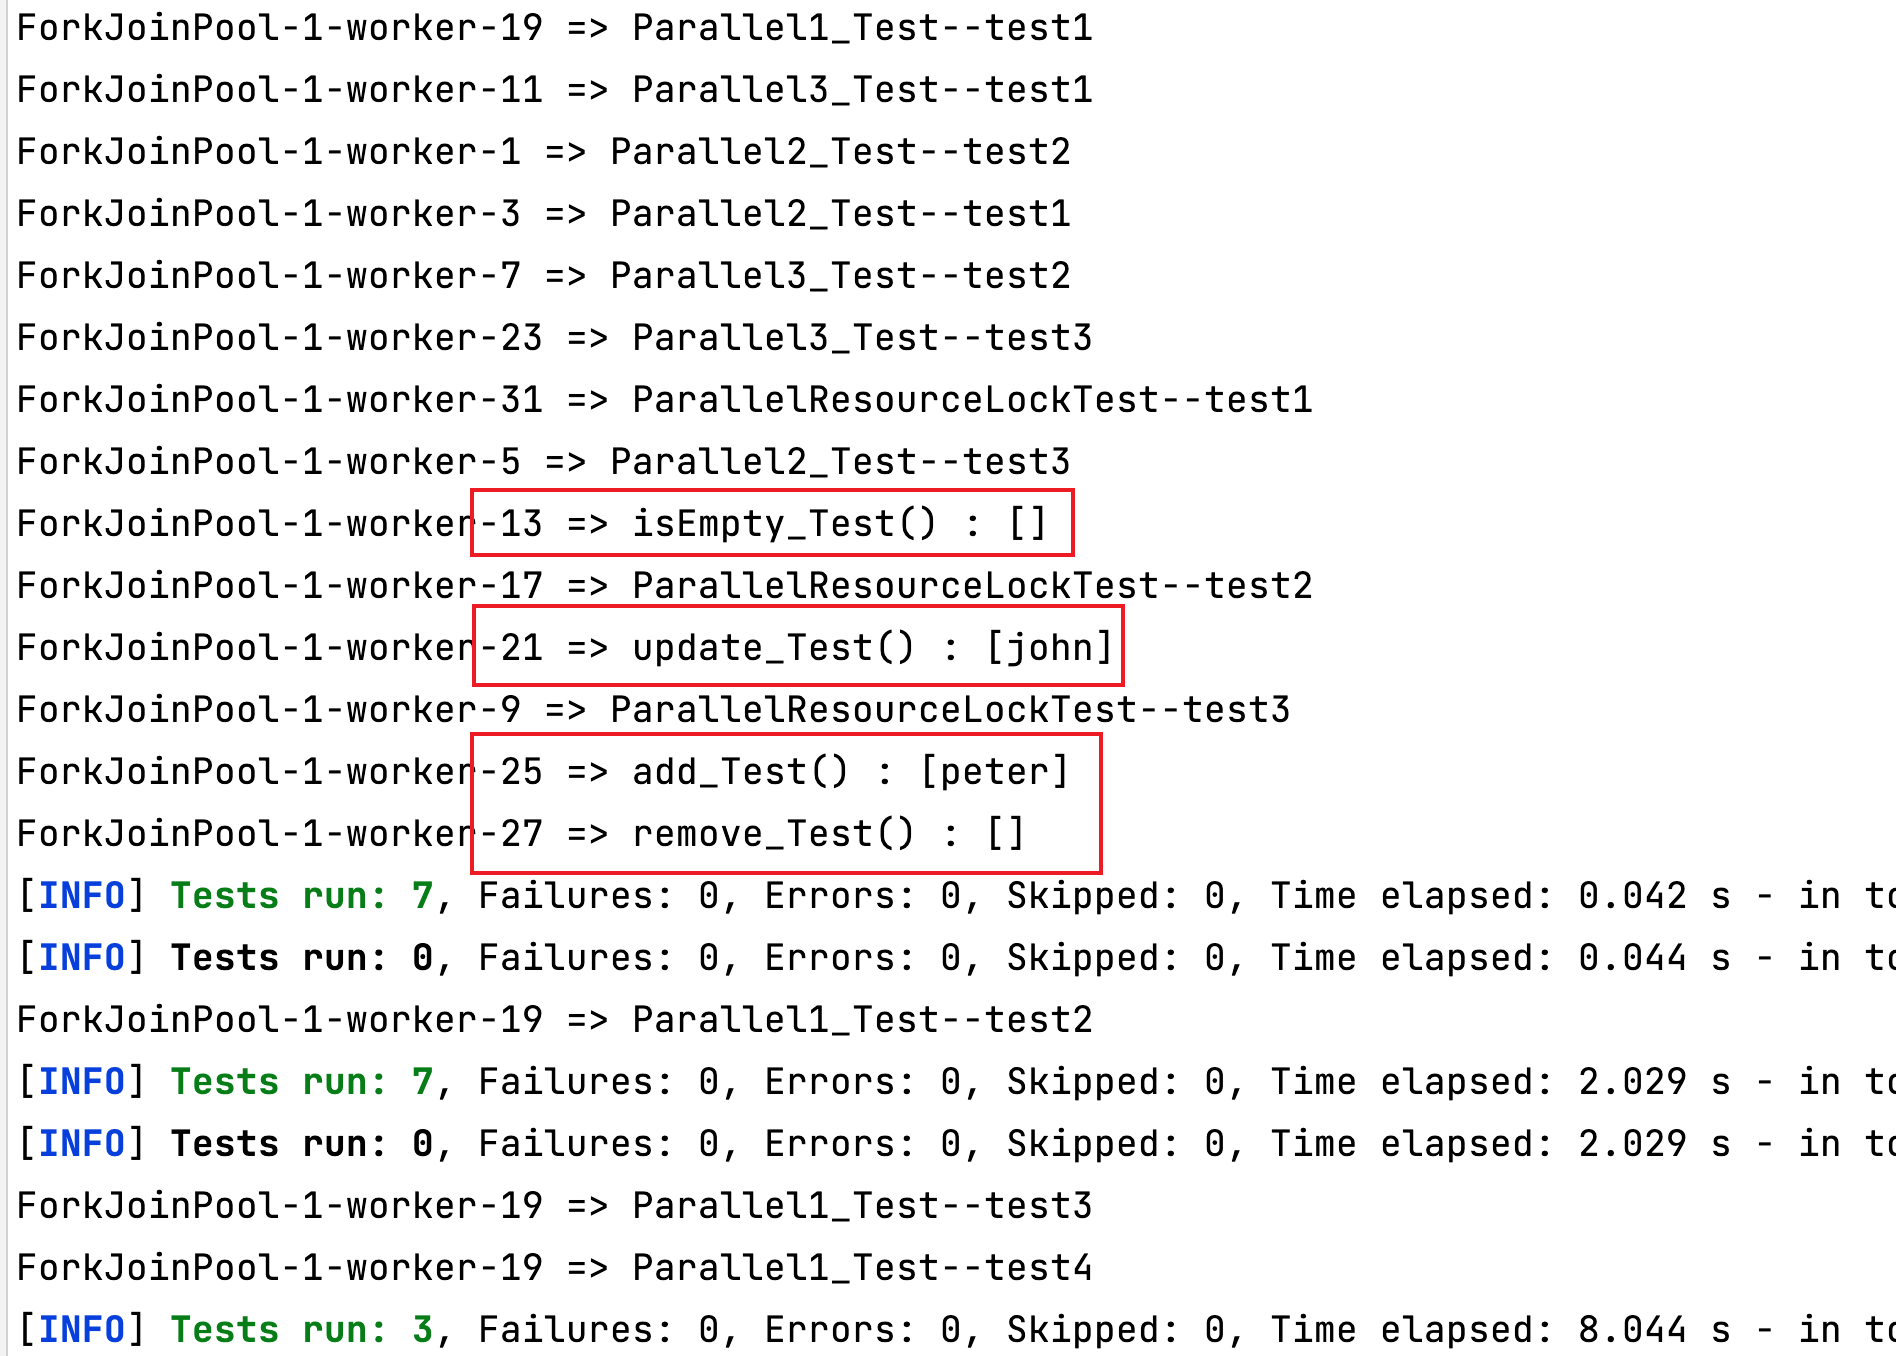 ForkJoinPool-1-worker-19 => Parallel1_Test--test1
ForkJoinPool-1-worker-11 => Parallel3_Test--test1
ForkJoinPool-1-worker-1 => Parallel2_Test--test2
ForkJoinPool-1-worker-3 => Parallel2_Test--test1
ForkJoinPool-1-worker-7 => Parallel3_Test--test2
ForkJoinPool-1-worker-23 => Parallel3_Test--test3
ForkJoinPool-1-worker-31 => ParallelResourceLockTest--test1
ForkJoinPool-1-worker-5 => Parallel2_Test--test3
ForkJoinPool-1-worker-13 => isEmpty_Test() : []
ForkJoinPool-1-worker-17 => ParallelResourceLockTest--test2
ForkJoinPool-1-worker-21 => update_Test() : [john]
ForkJoinPool-1-worker-9 => ParallelResourceLockTest--test3
ForkJoinPool-1-worker-25 => add_Test() : [peter]
ForkJoinPool-1-worker-27 => remove_Test() : []
[INFO] Tests run: 7, Failures: 0, Errors: 0, Skipped: 0, Time elapsed: 0.042 s - in
[INFO] Tests run: 0, Failures: 0, Errors: 0, Skipped: 0, Time elapsed: 0.044 s - in
ForkJoinPool-1-worker-19 => Parallel1_Test--test2
[INFO] Tests run: 7, Failures: 0, Errors: 0, Skipped: 0, Time elapsed: 2.029 s - in
[INFO] Tests run: 0, Failures: 0, Errors: 0, Skipped: 0, Time elapsed: 2.029 s - in
ForkJoinPool-1-worker-19 => Parallel1_Test--test3
ForkJoinPool-1-worker-19 => Parallel1_Test--test4
[INFO] Tests run: 3, Failures: 0, Errors: 0, Skipped: 0, Time elapsed: 8.044 s - in